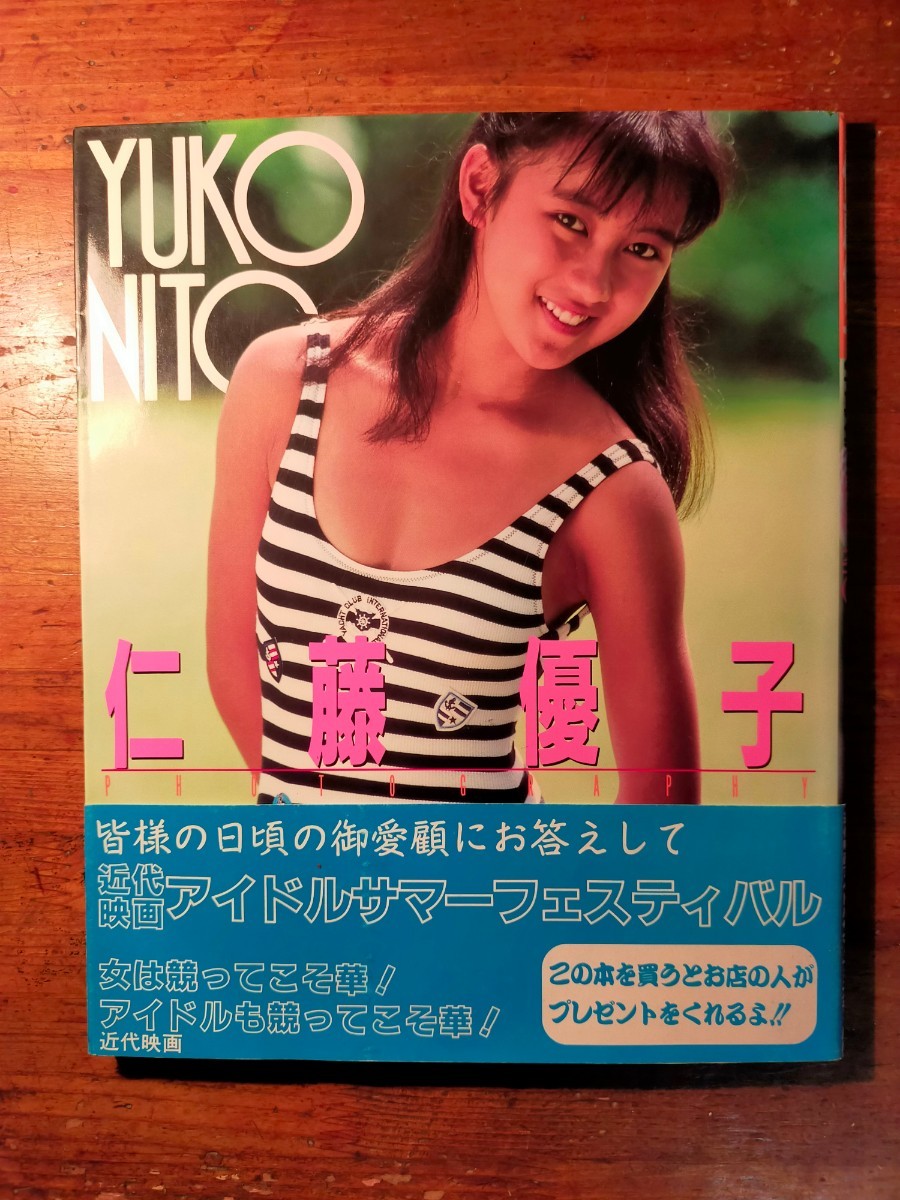 YUKO
NITO
YACHT CLUB INTERNATIONAL
仁藤優子
PHOTOGRAPHY
皆様の日頃の御愛顧にお答えして
近代映画アイドルサマーフェスティバル
女は競ってこそ華!
アイドルも競ってこそ華!
近代映画
この本を買うとお店の人が
プレゼントをくれるよ!!